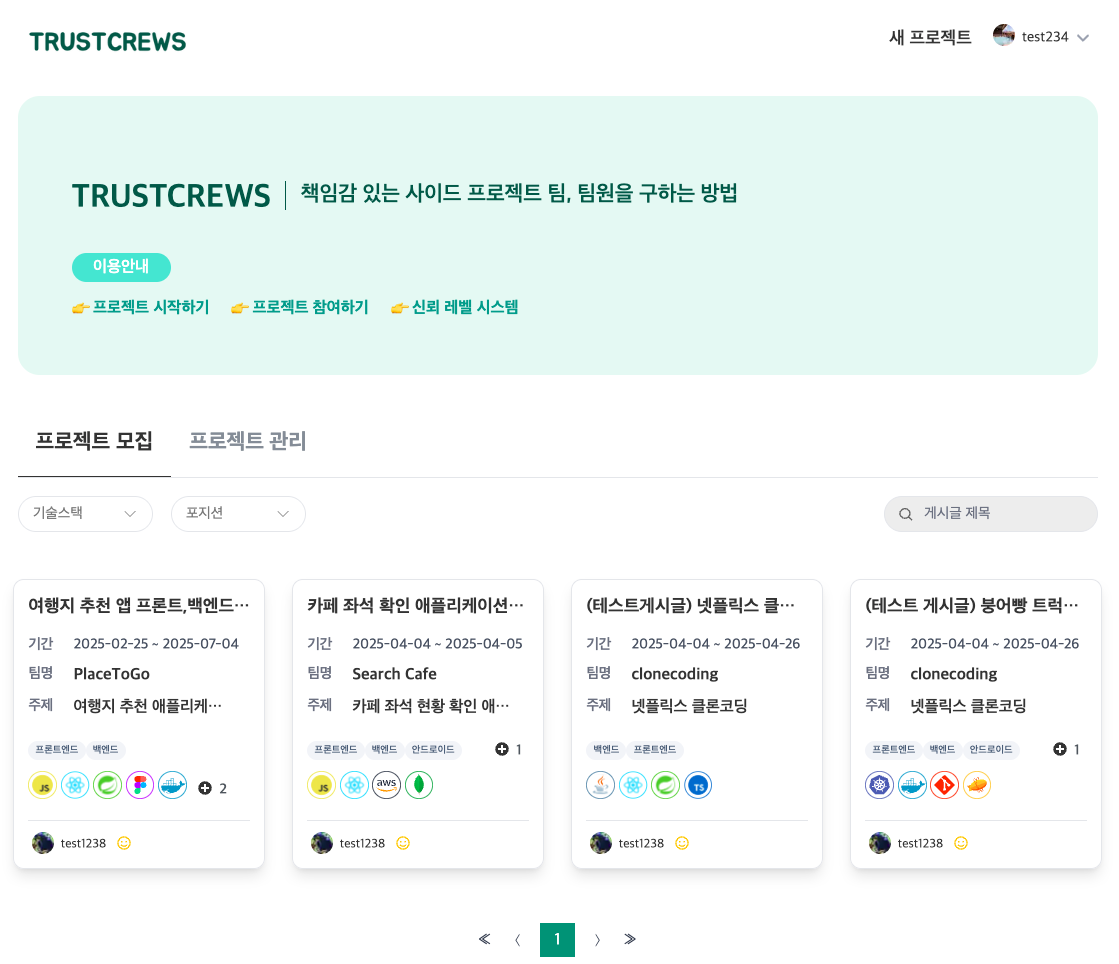 TRUSTCREWS
새 프로젝트 test234
TRUSTCREWS 책임감 있는 사이드 프로젝트 팀, 팀원을 구하는 방법
이용안내
👉 프로젝트 시작하기 👉 프로젝트 참여하기 👉 신뢰 레벨 시스템
프로젝트 모집 프로젝트 관리
기술스택 포지션 게시글 제목
여행지 추천 앱 프론트,백엔드…
기간 2025-02-25 ~ 2025-07-04
팀명 PlaceToGo
주제 여행지 추천 애플리케…
프론트엔드 백엔드
JS 2
test1238
카페 좌석 확인 애플리케이션…
기간 2025-04-04 ~ 2025-04-05
팀명 Search Cafe
주제 카페 좌석 현황 확인 애…
프론트엔드 백엔드 안드로이드 1
JS aws
test1238
(테스트게시글) 넷플릭스 클…
기간 2025-04-04 ~ 2025-04-26
팀명 clonecoding
주제 넷플릭스 클론코딩
백엔드 프론트엔드
TS
test1238
(테스트 게시글) 붕어빵 트럭…
기간 2025-04-04 ~ 2025-04-26
팀명 clonecoding
주제 넷플릭스 클론코딩
프론트엔드 백엔드 안드로이드 1
test1238
≪ 〈 1 〉 ≫